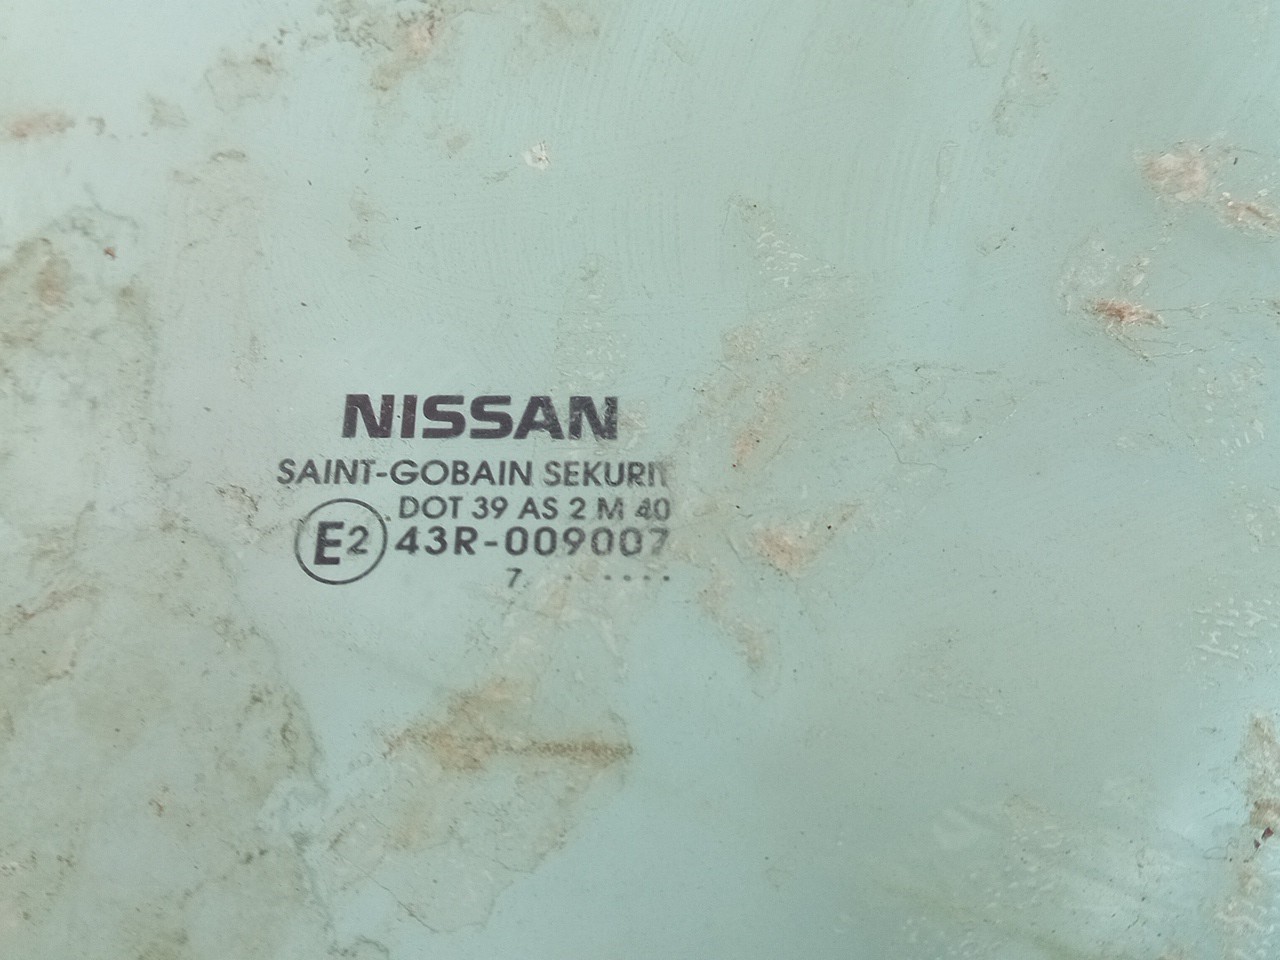 NISSAN
SAINT-GOBAIN SEKURIT
DOT 39 AS 2 M 40
E2 43R-009007
7 . ....